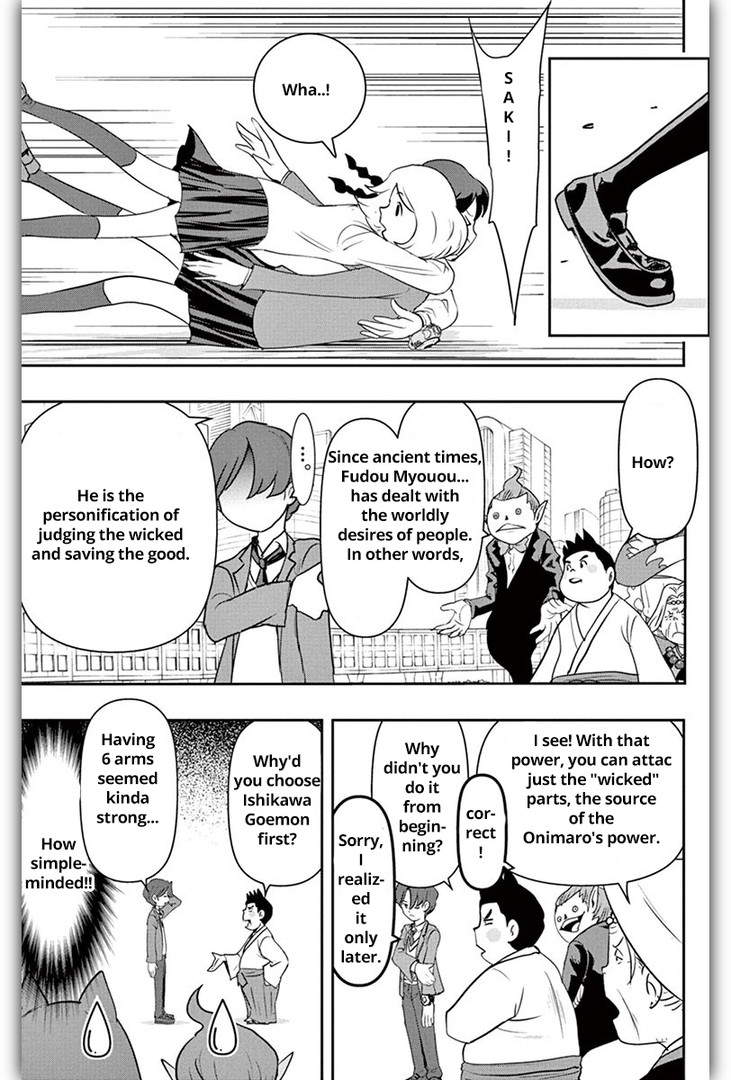 S
A
K
I
!
Wha..!
How?
Since ancient times,
Fudou Myouou...
has dealt with
the worldly
desires of people.
In other words,
...
He is the
personification of
judging the wicked
and saving the good.
I see! With that
power, you can attac
just the "wicked"
parts, the source
of the
Onimaro's power.
cor-
rect
!
Why
didn't you
do it
from
begin-
ning?
Sorry,
I
realiz-
ed
it
only
later.
Why'd
you choose
Ishikawa
Goemon
first?
Having
6 arms
seemed
kinda
strong...
How
simple-
minded!!